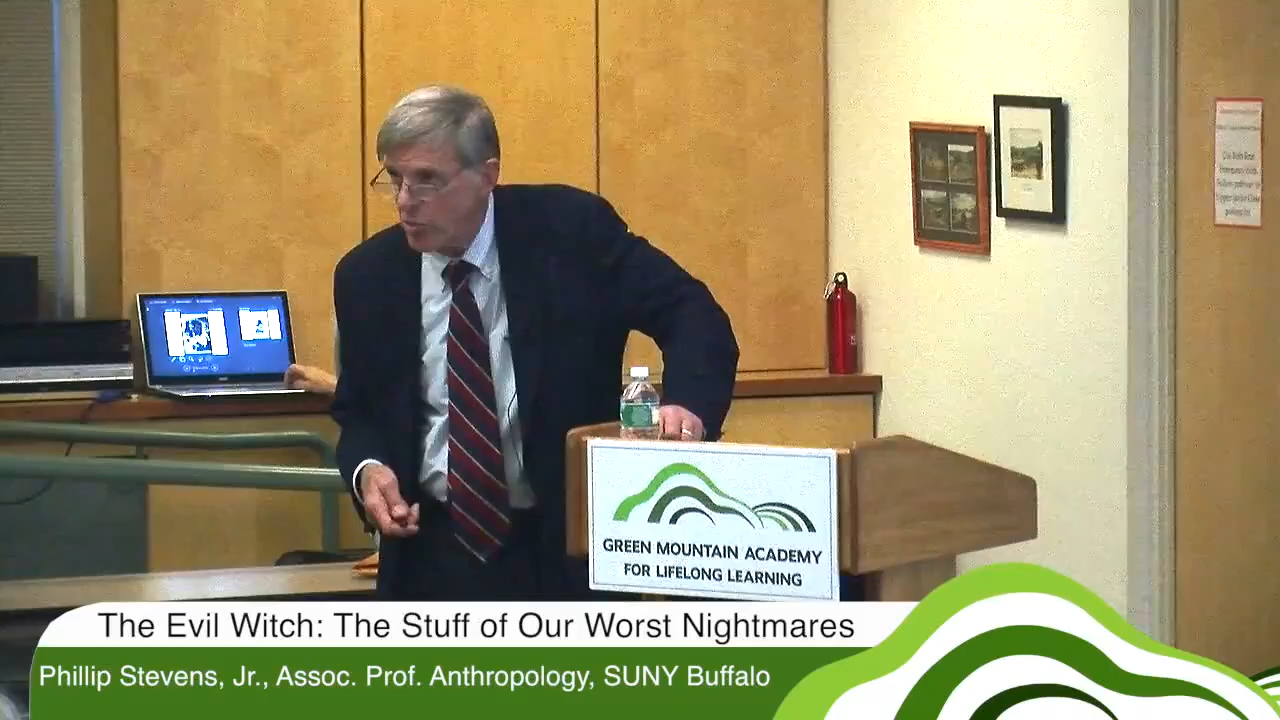 GREEN MOUNTAIN ACADEMY
FOR LIFELONG LEARNING
The Evil Witch: The Stuff of Our Worst Nightmares
Phillip Stevens, Jr., Assoc. Prof. Anthropology, SUNY Buffalo